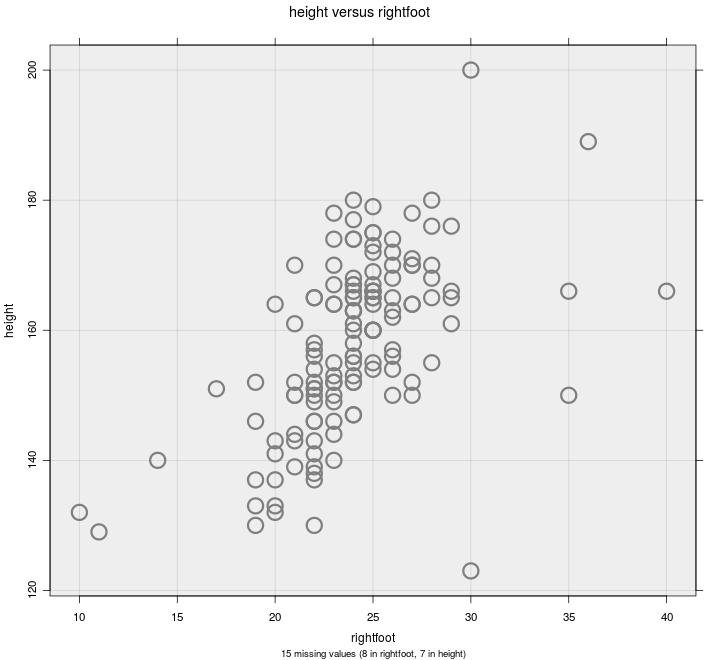 height versus rightfoot
200
180
160
140
120
height
10 15 20 25 30 35 40
rightfoot
15 missing values (8 in rightfoot, 7 in height)